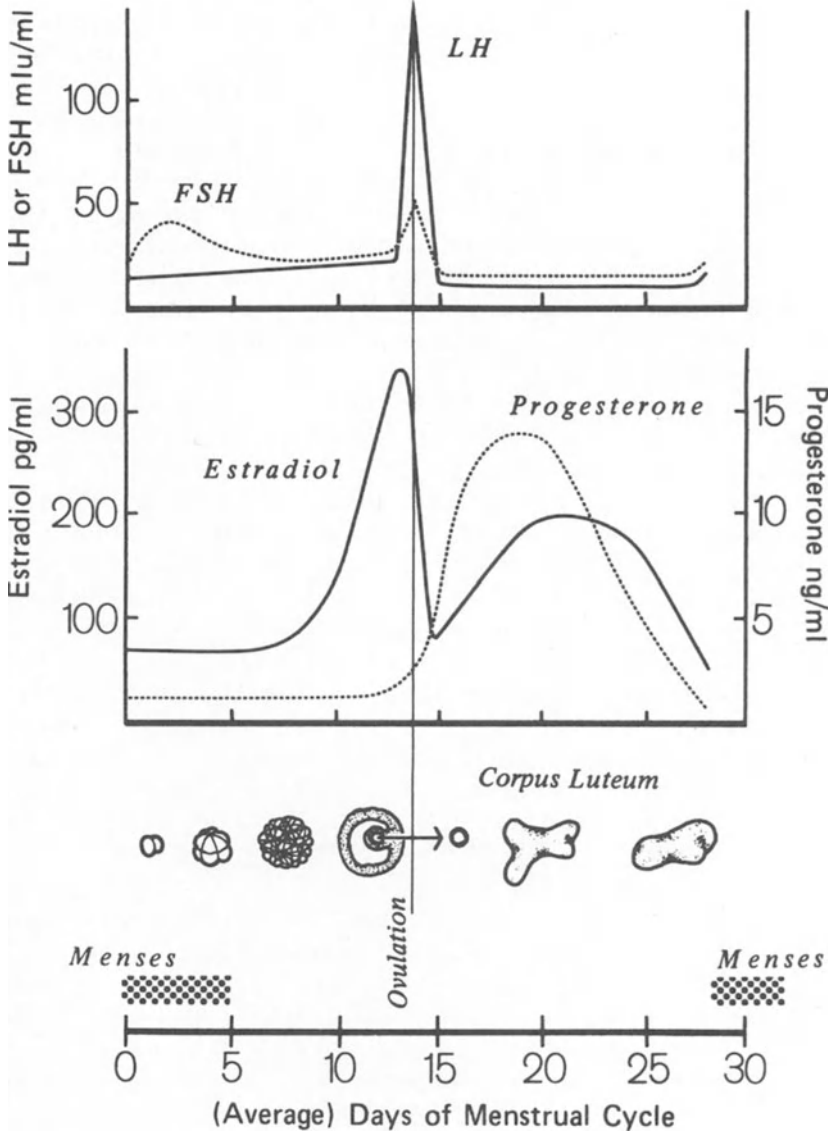 LH or FSH mIu/ml
100
50
FSH
LH
Estradiol pg/ml
300
200
100
Estradiol
Progesterone
15
10
5
Progesterone ng/ml
Corpus Luteum
Ovulation
Menses
Menses
0 5 10 15 20 25 30
(Average) Days of Menstrual Cycle